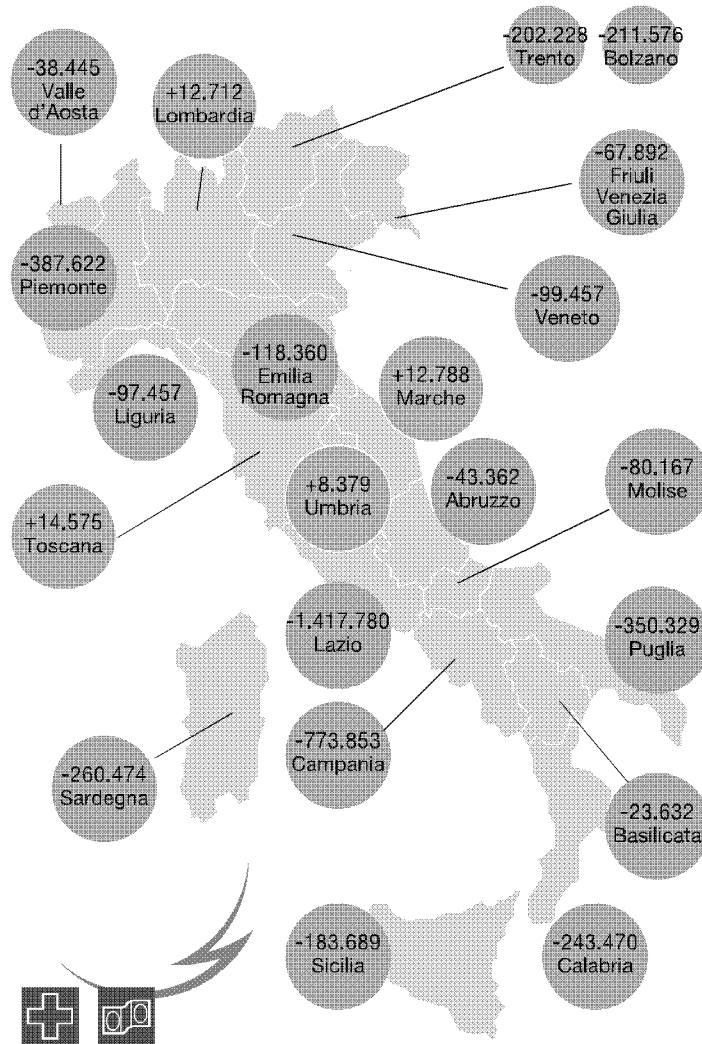 -202.228
Trento
-211.576
Bolzano
-38.445
Valle
d'Aosta
+12.712
Lombardia
-67.892
Friuli
Venezia
Giulia
-387.622
Piemonte
-99.457
Veneto
-118.360
Emilia
Romagna
+12.788
Marche
-97.457
Liguria
+8.379
Umbria
-43.362
Abruzzo
-80.167
Molise
+14.575
Toscana
-1.417.780
Lazio
-350.329
Puglia
-773.853
Campania
-260.474
Sardegna
-23.632
Basilicata
-183.689
Sicilia
-243.470
Calabria